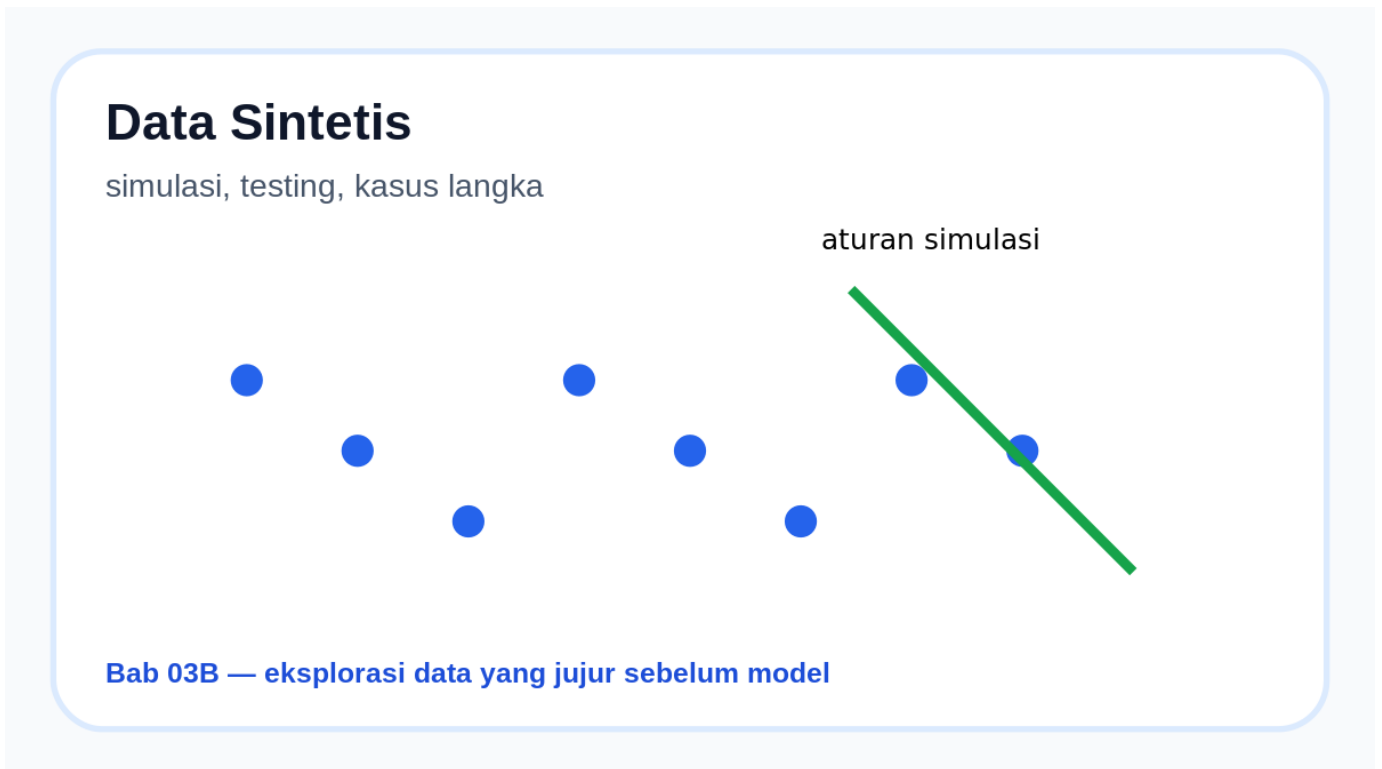 Data Sintetis
simulasi, testing, kasus langka
aturan simulasi
Bab 03B — eksplorasi data yang jujur sebelum model